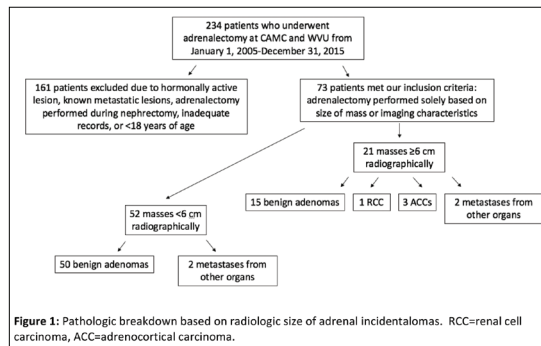 234 patients who underwent
adrenalectomy at CAMC and WVU from
January 1, 2005-December 31, 2015
161 patients excluded due to hormonally active
lesion, known metastatic lesions, adrenalectomy
performed during nephrectomy, inadequate
records, or <18 years of age
73 patients met our inclusion criteria:
adrenalectomy performed solely based on
size of mass or imaging characteristics
21 masses ≥6 cm
radiographically
15 benign adenomas
1 RCC
3 ACCs
2 metastases from
other organs
52 masses <6 cm
radiographically
50 benign adenomas
2 metastases from
other organs
Figure 1: Pathologic breakdown based on radiologic size of adrenal incidentalomas. RCC=renal cell
carcinoma, ACC=adrenocortical carcinoma.